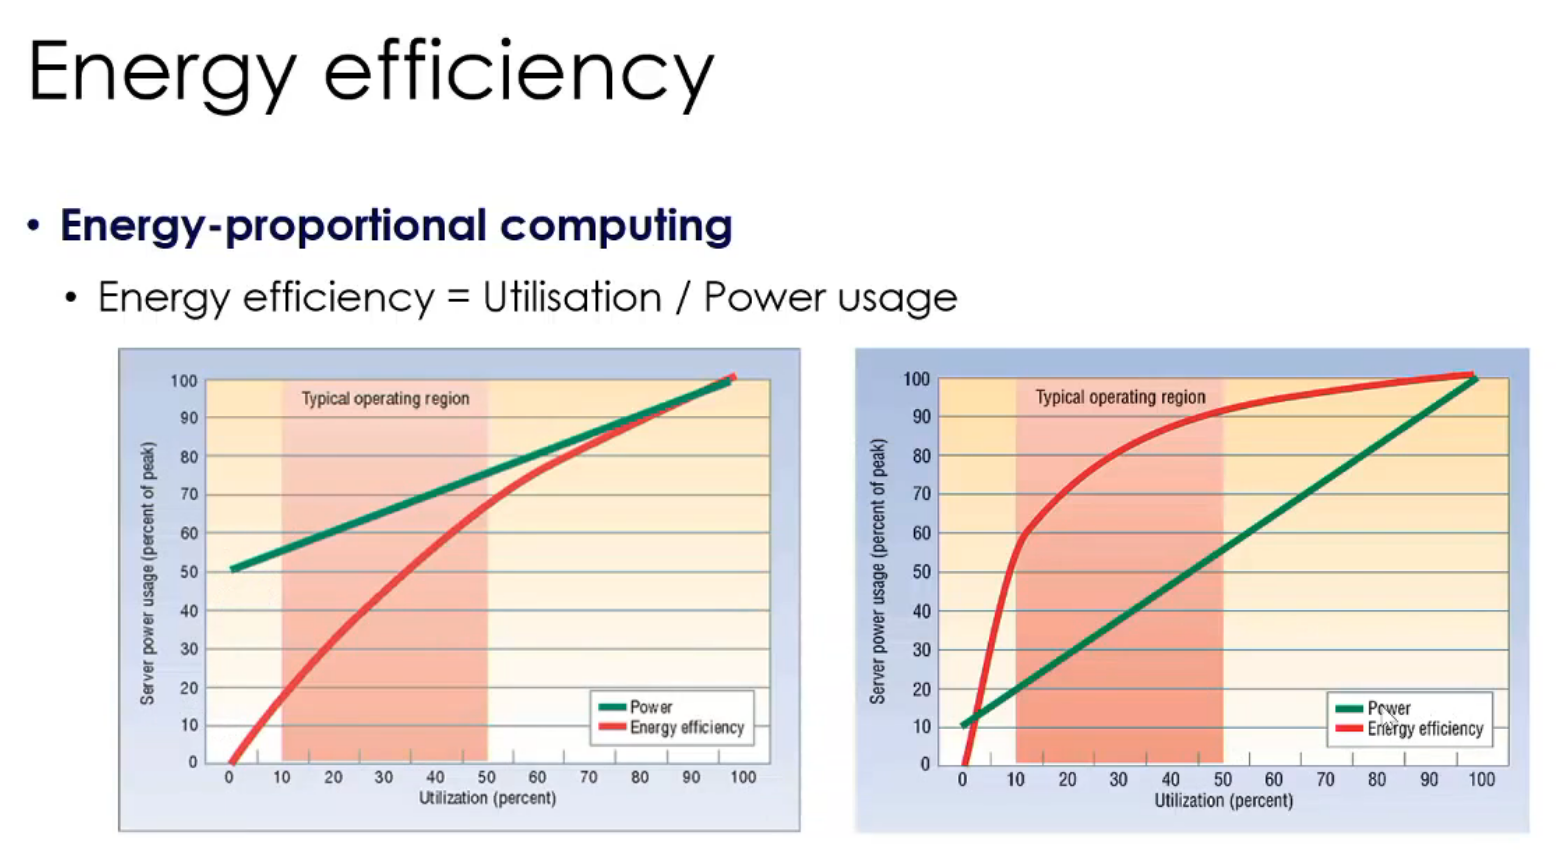 Energy efficiency
• Energy-proportional computing
• Energy efficiency = Utilisation / Power usage
Typical operating region
Server power usage (percent of peak)
100
90
80
70
60
50
40
30
20
10
0
Power
Energy efficiency
0 10 20 30 40 50 60 70 80 90 100
Utilization (percent)
Typical operating region
Server power usage (percent of peak)
100
90
80
70
60
50
40
30
20
10
0
Power
Energy efficiency
0 10 20 30 40 50 60 70 80 90 100
Utilization (percent)